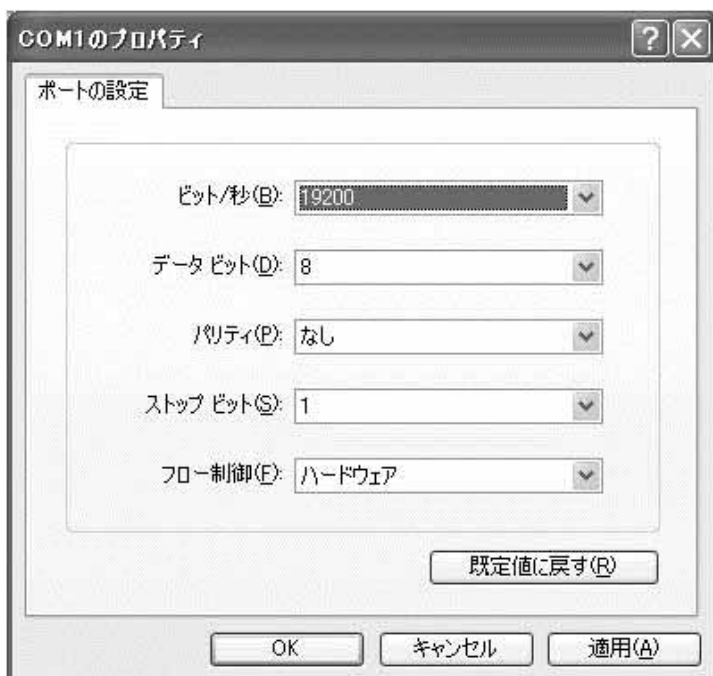 COM1のプロパティ
ポートの設定
ビット/秒(B): 19200
データ ビット(D): 8
パリティ(P): なし
ストップ ビット(S): 1
フロー制御(F): ハードウェア
既定値に戻す(R)
OK キャンセル 適用(A)